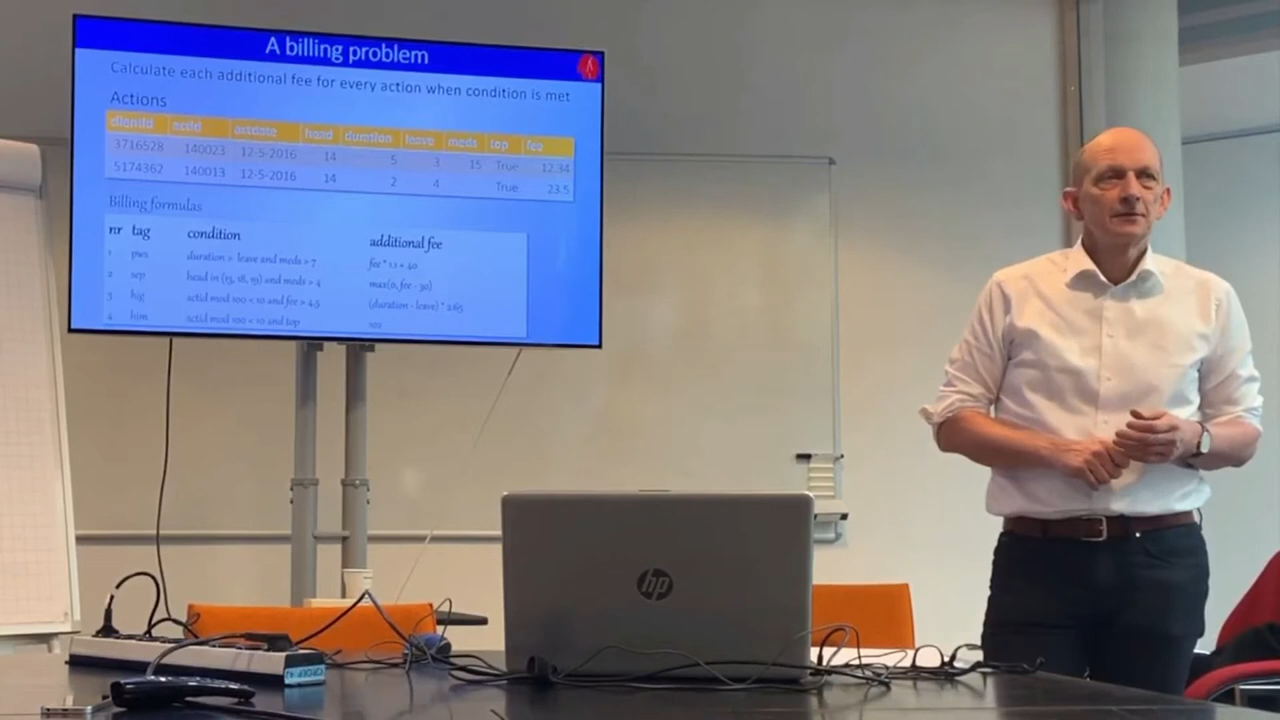 A billing problem
Calculate each additional fee for every action when condition is met
Actions
clientid actid actdate head duration leave meds top fee
3716528 140023 12-5-2016 14 5 3 15 True 12.34
5174362 140013 12-5-2016 14 2 4 True 23.5
Billing formulas
nr tag condition additional fee
1 pws duration > leave and meds > 7 fee * 1.1 + 40
2 sep head in (13, 18, 19) and meds > 4 max(0, fee - 30)
3 hig actid mod 100 < 10 and fee > 4.5 (duration - leave) * 2.65
4 him actid mod 100 < 10 and top 102
hp